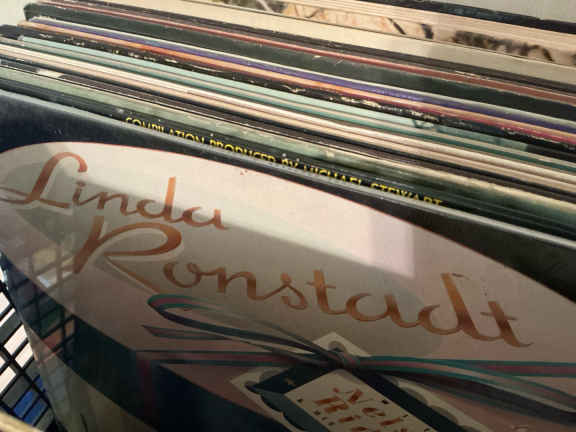 COMPILATION PRODUCED BY MICHAEL STEWART
Linda
Ronstadt